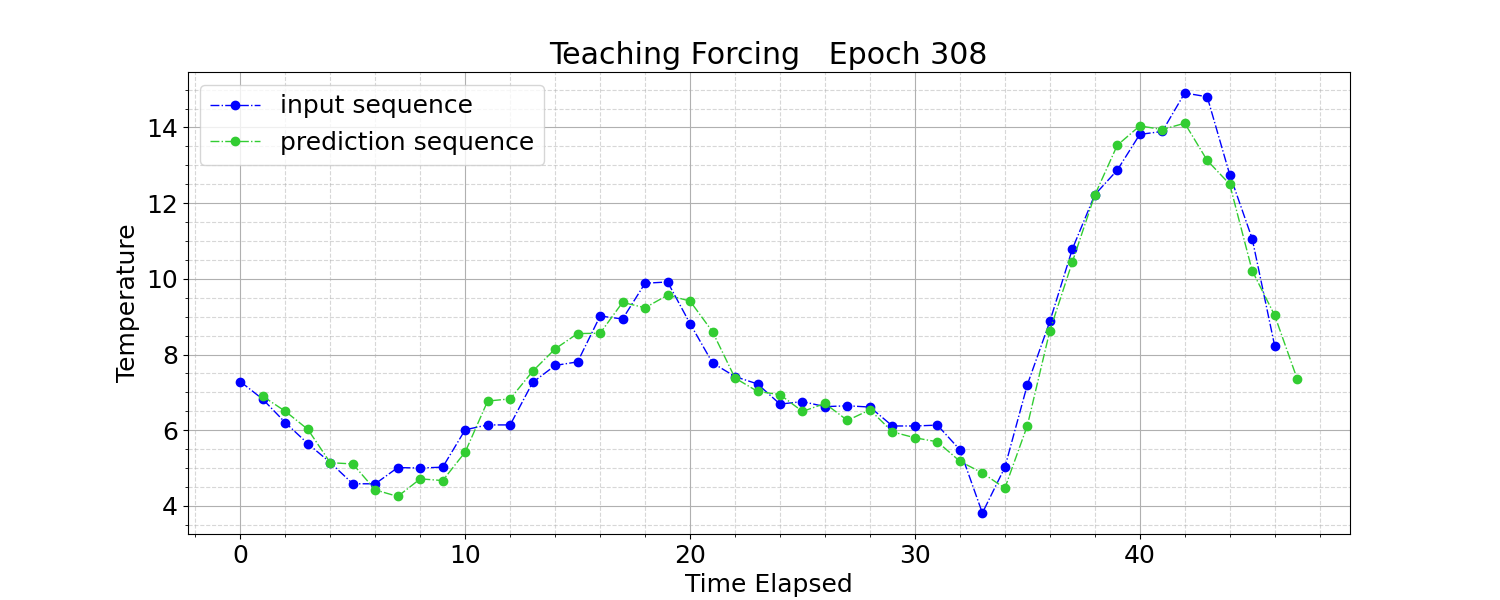 Teaching Forcing   Epoch 308
input sequence
prediction sequence
Temperature
14
12
10
8
6
4
0 10 20 30 40
Time Elapsed